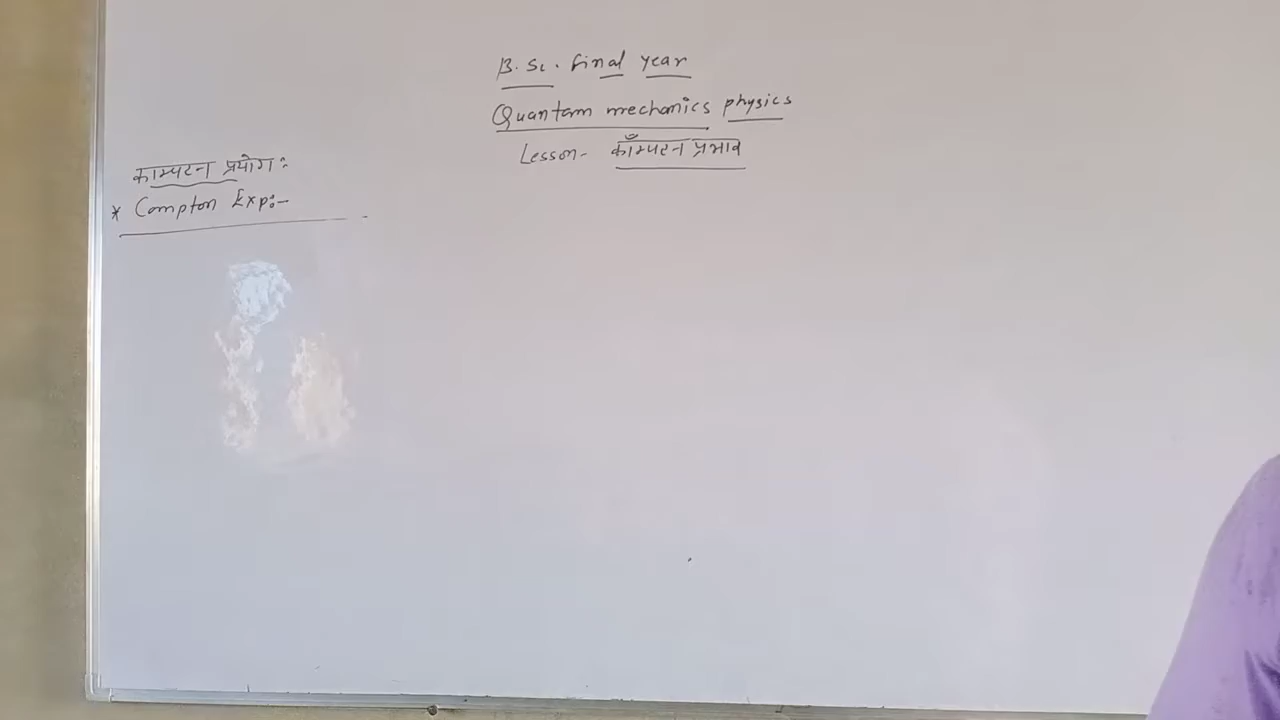 B.Sc. final year
Quantam mechanics physics
Lesson- कॉम्पटन प्रभाव
काम्पटन प्रयोग :
* Compton Exp:-